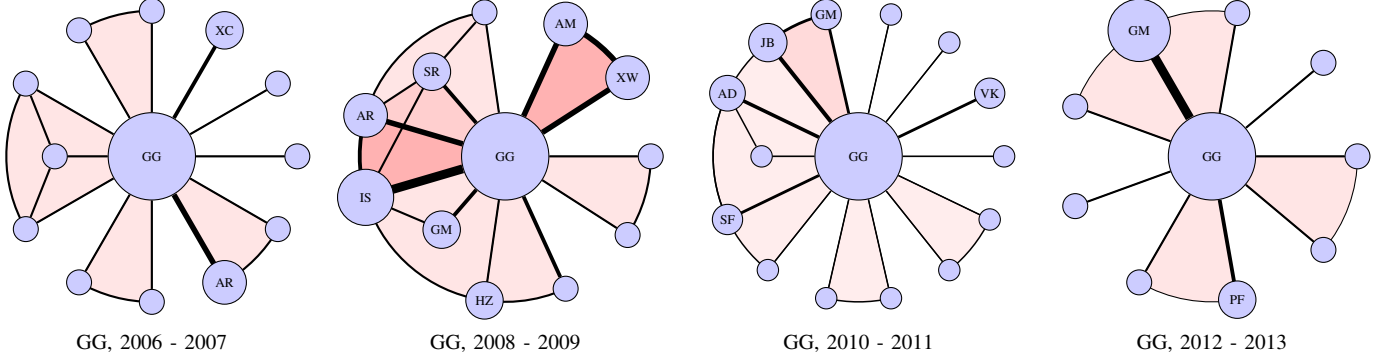 XC
GG
AR
GG, 2006 - 2007
AM
SR
XW
AR
GG
IS
GM
HZ
GG, 2008 - 2009
GM
JB
AD
VK
GG
SF
GG, 2010 - 2011
GM
GG
PF
GG, 2012 - 2013